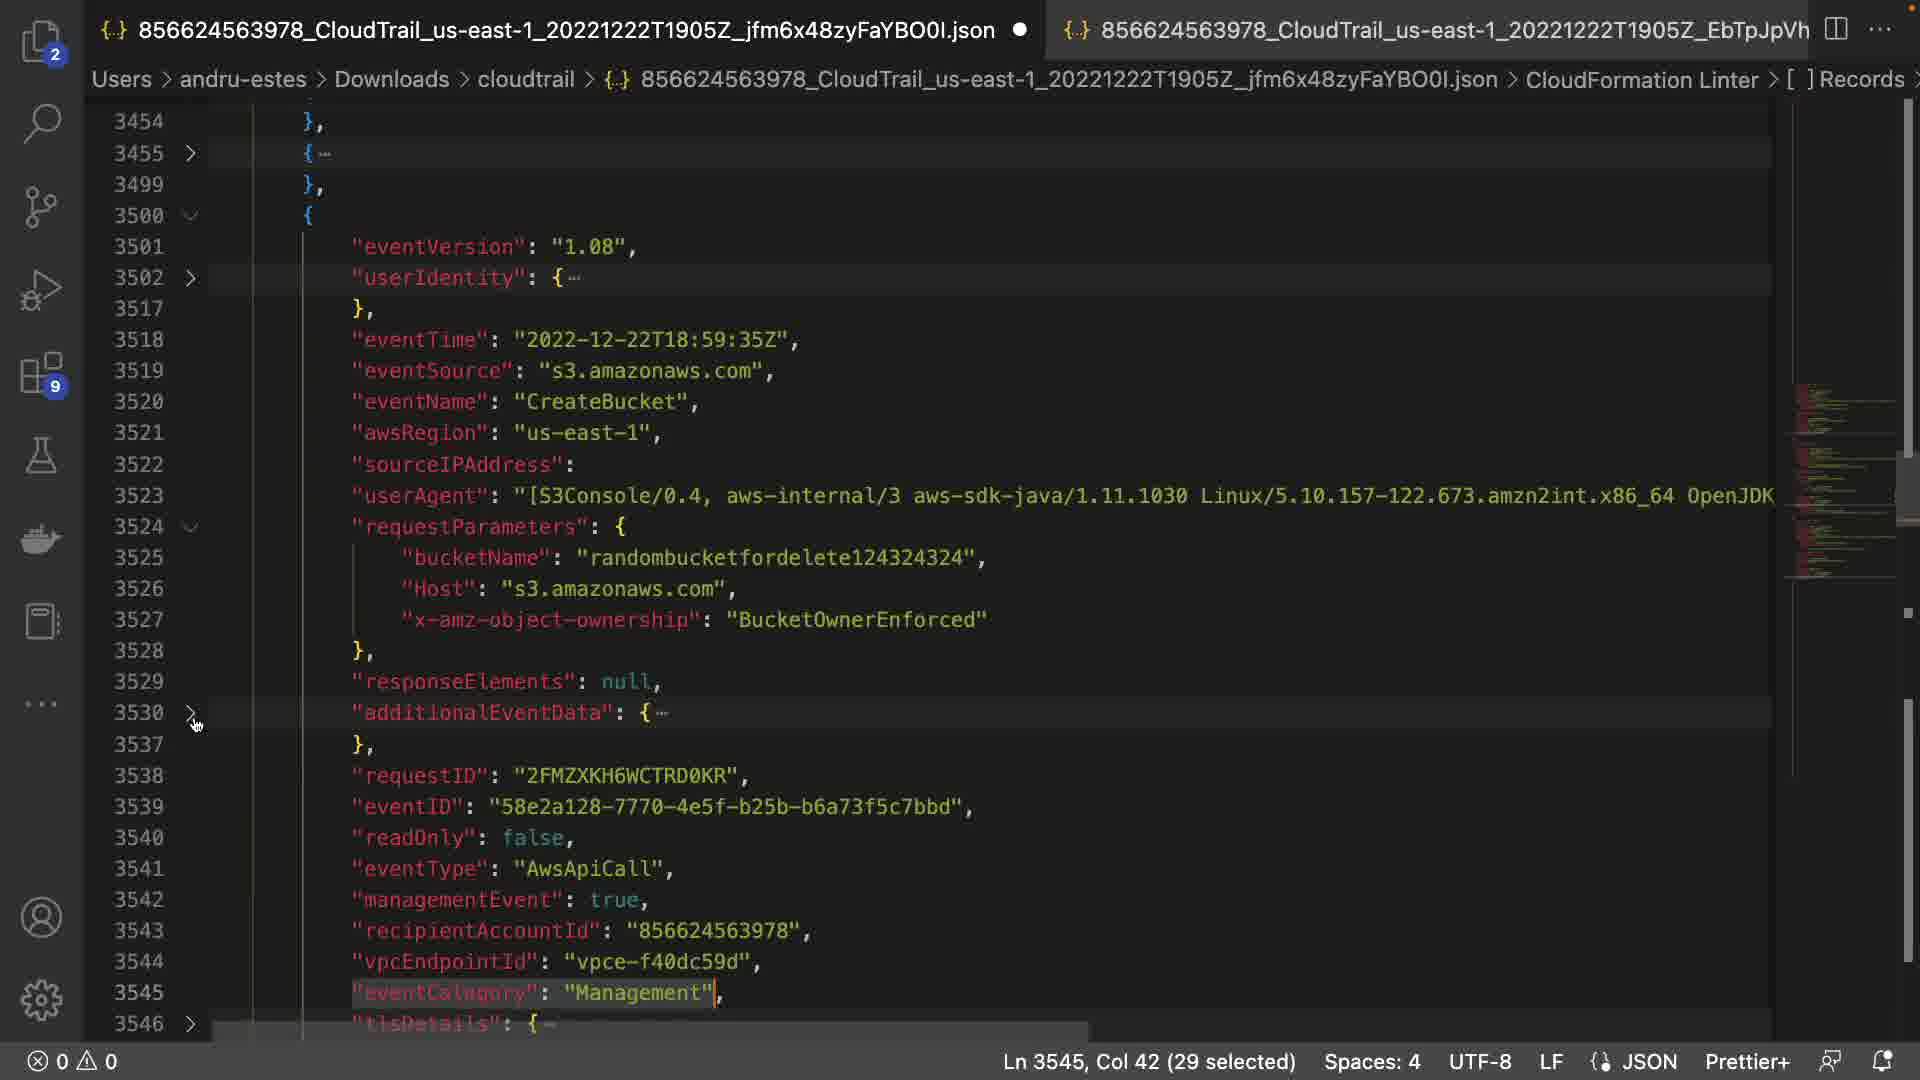 2
{..} 856624563978_CloudTrail_us-east-1_20221222T1905Z_jfm6x48zyFaYBO0I.json
{..} 856624563978_CloudTrail_us-east-1_20221222T1905Z_EbTpJpVh
Users > andru-estes > Downloads > cloudtrail > {..} 856624563978_CloudTrail_us-east-1_20221222T1905Z_jfm6x48zyFaYBO0I.json > CloudFormation Linter > [ ] Records >
3454 },
3455 { ⋯
3499 },
3500 {
3501 "eventVersion": "1.08",
3502 "userIdentity": { ⋯
3517 },
3518 "eventTime": "2022-12-22T18:59:35Z",
3519 "eventSource": "s3.amazonaws.com",
3520 "eventName": "CreateBucket",
3521 "awsRegion": "us-east-1",
3522 "sourceIPAddress":
3523 "userAgent": "[S3Console/0.4, aws-internal/3 aws-sdk-java/1.11.1030 Linux/5.10.157-122.673.amzn2int.x86_64 OpenJDK
3524 "requestParameters": {
3525 "bucketName": "randombucketfordelete124324324",
3526 "Host": "s3.amazonaws.com",
3527 "x-amz-object-ownership": "BucketOwnerEnforced"
3528 },
3529 "responseElements": null,
3530 "additionalEventData": { ⋯
3537 },
3538 "requestID": "2FMZXKH6WCTRD0KR",
3539 "eventID": "58e2a128-7770-4e5f-b25b-b6a73f5c7bbd",
3540 "readOnly": false,
3541 "eventType": "AwsApiCall",
3542 "managementEvent": true,
3543 "recipientAccountId": "856624563978",
3544 "vpcEndpointId": "vpce-f40dc59d",
3545 "eventCategory": "Management",
3546 "tlsDetails": { ⋯
9
0 0
Ln 3545, Col 42 (29 selected) Spaces: 4 UTF-8 LF {} JSON Prettier+